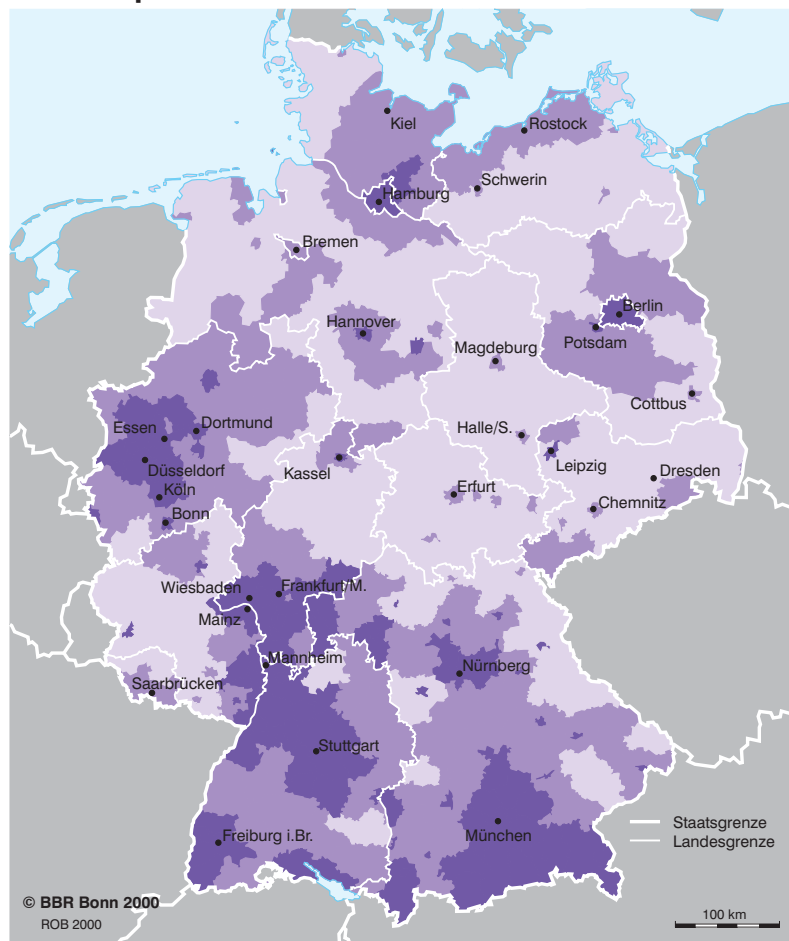 Kiel
Rostock
Schwerin
Hamburg
Bremen
Berlin
Hannover
Potsdam
Magdeburg
Cottbus
Essen
Dortmund
Halle/S.
Düsseldorf
Leipzig
Kassel
Dresden
Köln
Erfurt
Chemnitz
Bonn
Wiesbaden
Frankfurt/M.
Mainz
Mannheim
Nürnberg
Saarbrücken
Stuttgart
München
Freiburg i.Br.
Staatsgrenze
Landesgrenze
© BBR Bonn 2000
ROB 2000
100 km